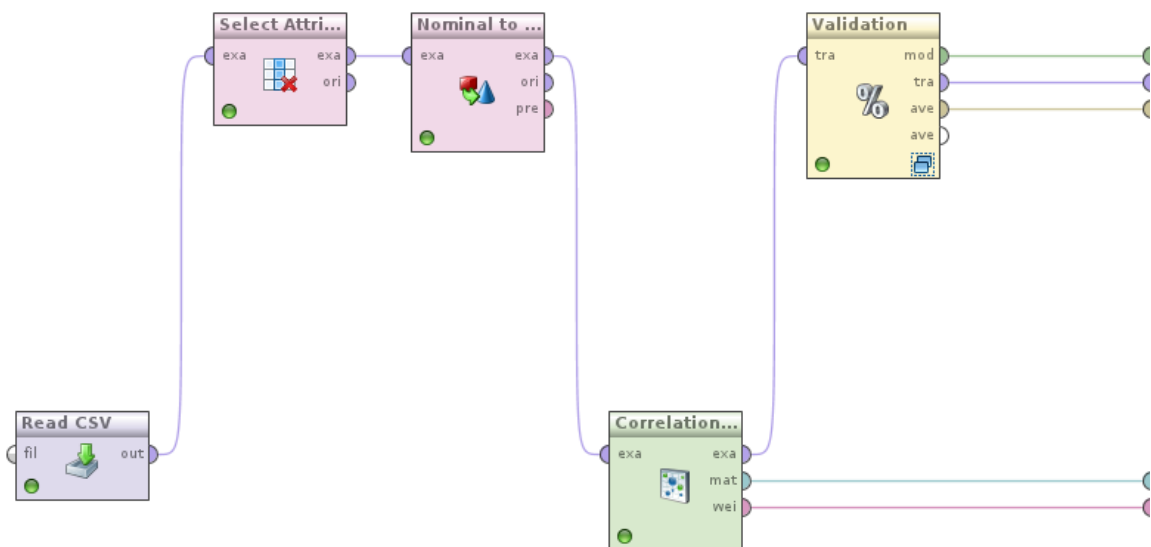 Select Attri...
exa exa
ori
Nominal to ...
exa exa
ori
pre
Validation
tra mod
tra
ave
ave
%
Read CSV
fil out
Correlation...
exa exa
mat
wei